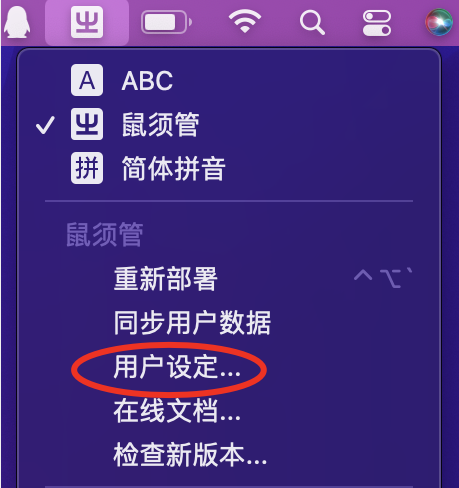 ABC
鼠须管
拼 简体拼音
鼠须管
重新部署 ⌃⌥`
同步用户数据
用户设定...
在线文档...
检查新版本...